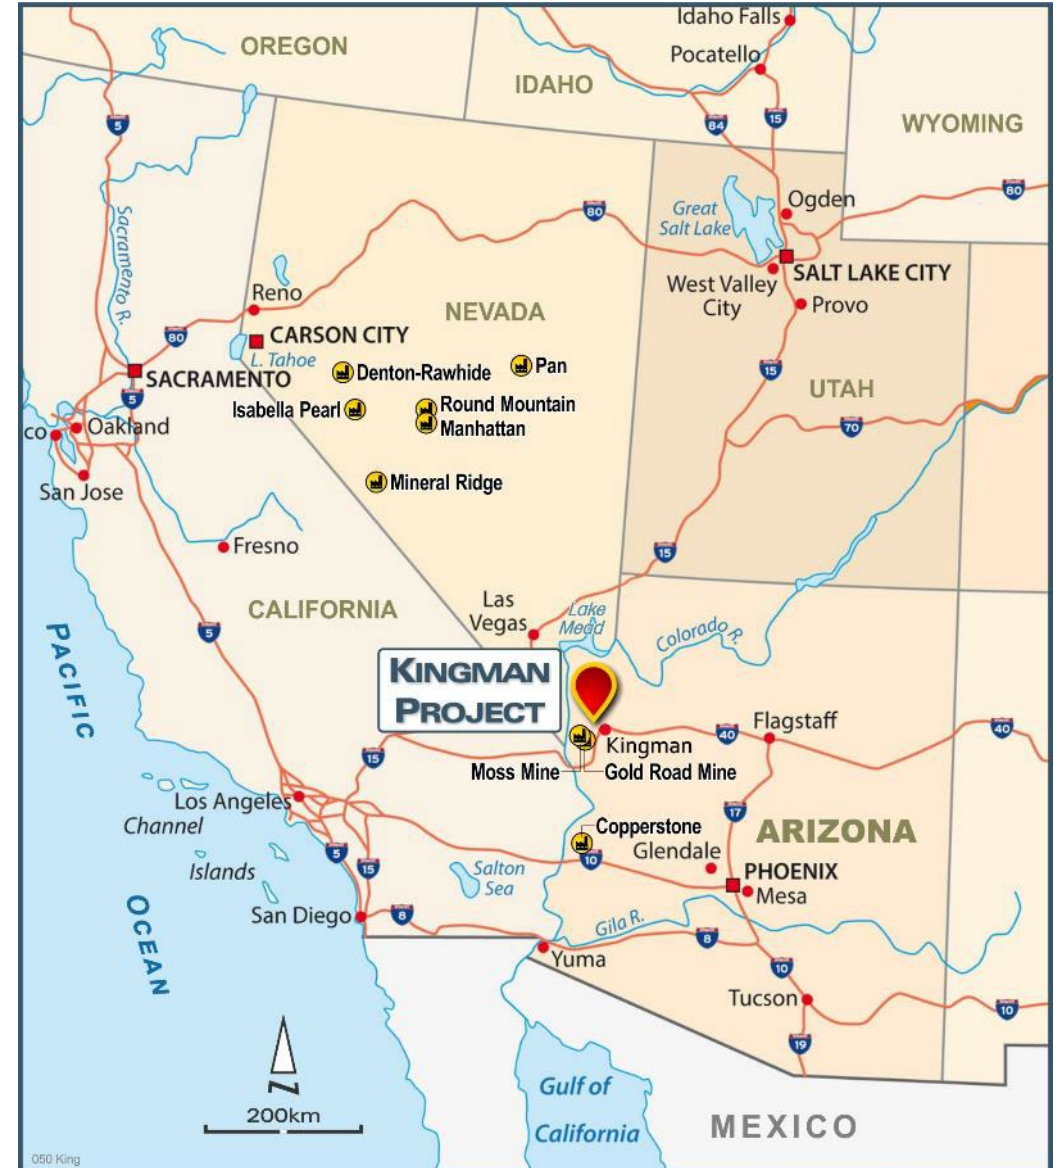 Idaho Falls
OREGON
Pocatello
IDAHO
5
84
15
WYOMING
80
Sacramento R.
80
Great
Salt Lake
Ogden
SALT LAKE CITY
West Valley
City
Provo
Reno
NEVADA
80
CARSON CITY
L. Tahoe
SACRAMENTO
5
Denton-Rawhide
Pan
15
UTAH
Isabella Pearl
Round Mountain
Manhattan
co
Oakland
70
San Jose
Mineral Ridge
Fresno
15
CALIFORNIA
5
Las
Vegas
Lake
Mead
Colorado R.
PACIFIC
KINGMAN
PROJECT
Kingman
40
Flagstaff
40
15
Moss Mine
Gold Road Mine
Los Angeles
Channel
Islands
17
ARIZONA
Copperstone
10
Glendale
5
15
Salton
Sea
PHOENIX
Mesa
OCEAN
San Diego
8
Gila R.
8
Yuma
10
Tucson
10
19
N
200km
Gulf of
California
MEXICO
050 King